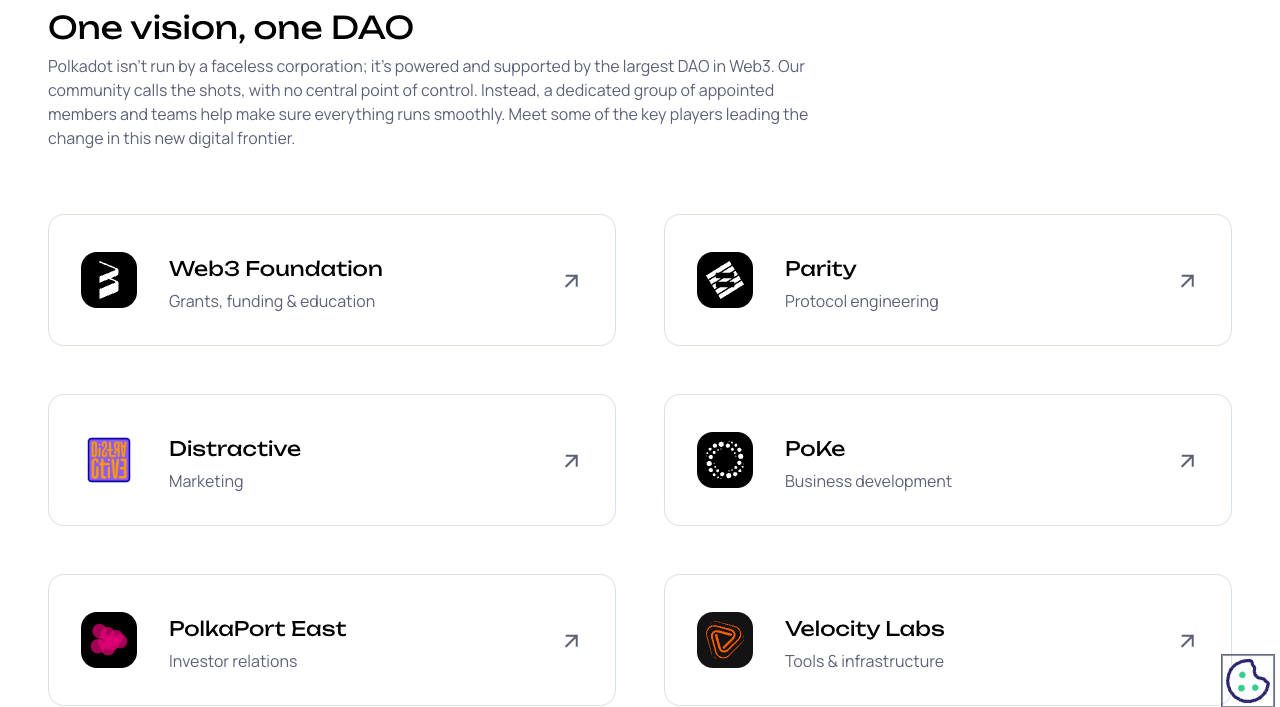 One vision, one DAO
Polkadot isn't run by a faceless corporation; it's powered and supported by the largest DAO in Web3. Our
community calls the shots, with no central point of control. Instead, a dedicated group of appointed
members and teams help make sure everything runs smoothly. Meet some of the key players leading the
change in this new digital frontier.
Web3 Foundation
Grants, funding & education
Parity
Protocol engineering
DiSTRA
CtiVE
Distractive
Marketing
PoKe
Business development
PolkaPort East
Investor relations
Velocity Labs
Tools & infrastructure